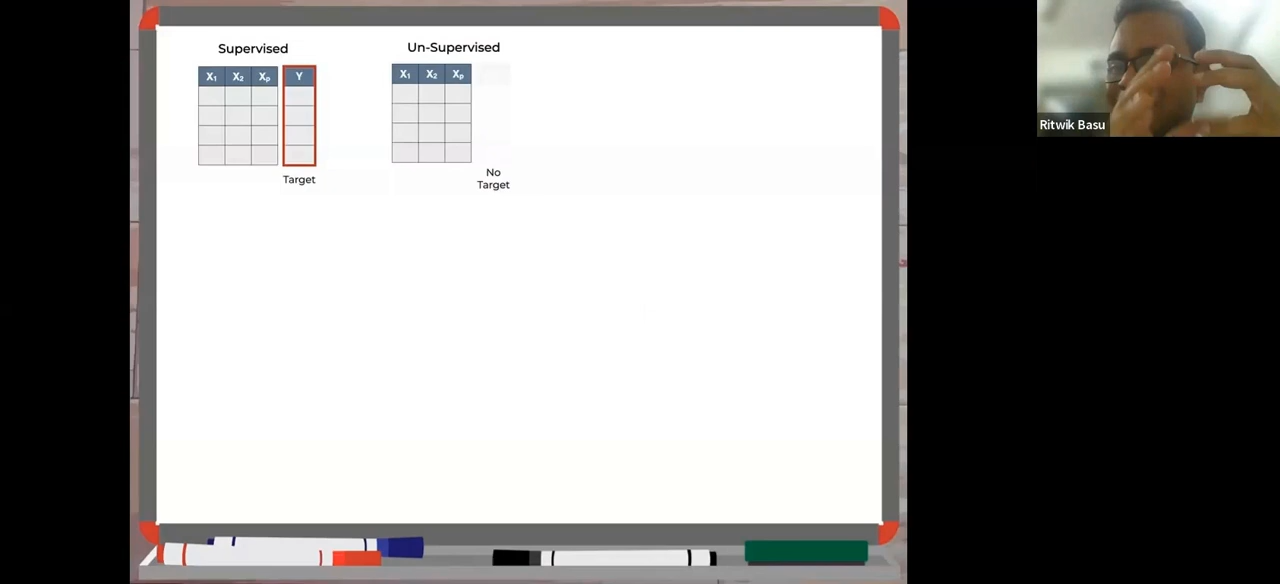 Supervised
X₁ X₂ Xₚ Y
Target
Un-Supervised
X₁ X₂ Xₚ
No
Target
Ritwik Basu